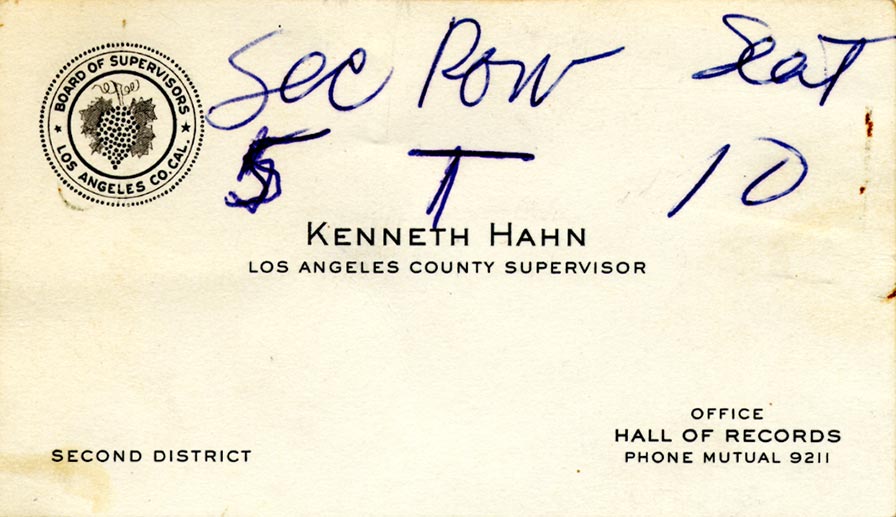 BOARD OF SUPERVISORS
LOS ANGELES CO. CAL.
Sec Row Seat
5 T 10
KENNETH HAHN
LOS ANGELES COUNTY SUPERVISOR
SECOND DISTRICT
OFFICE
HALL OF RECORDS
PHONE MUTUAL 9211